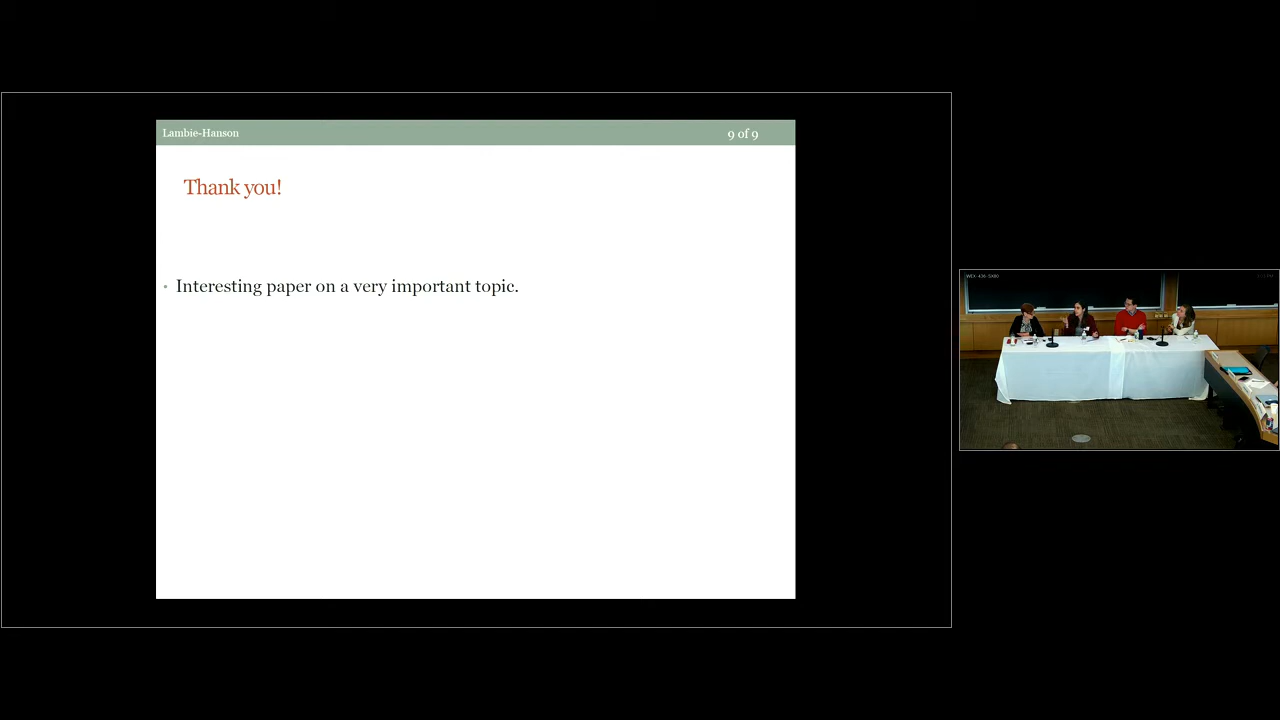 Lambie-Hanson
9 of 9
Thank you!
Interesting paper on a very important topic.